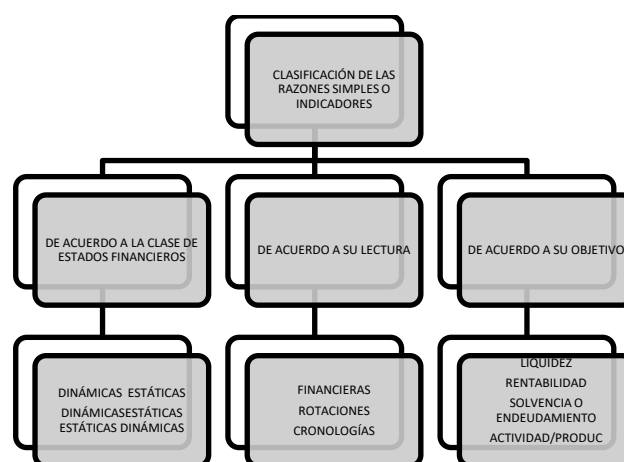 CLASIFICACIÓN DE LAS
RAZONES SIMPLES O
INDICADORES
DE ACUERDO A LA CLASE DE
ESTADOS FINANCIEROS
DE ACUERDO A SU LECTURA
DE ACUERDO A SU OBJETIVO
DINÁMICAS ESTÁTICAS
DINÁMICASESTÁTICAS
ESTÁTICAS DINÁMICAS
FINANCIERAS
ROTACIONES
CRONOLOGÍAS
LIQUIDEZ
RENTABILIDAD
SOLVENCIA O
ENDEUDAMIENTO
ACTIVIDAD/PRODUC